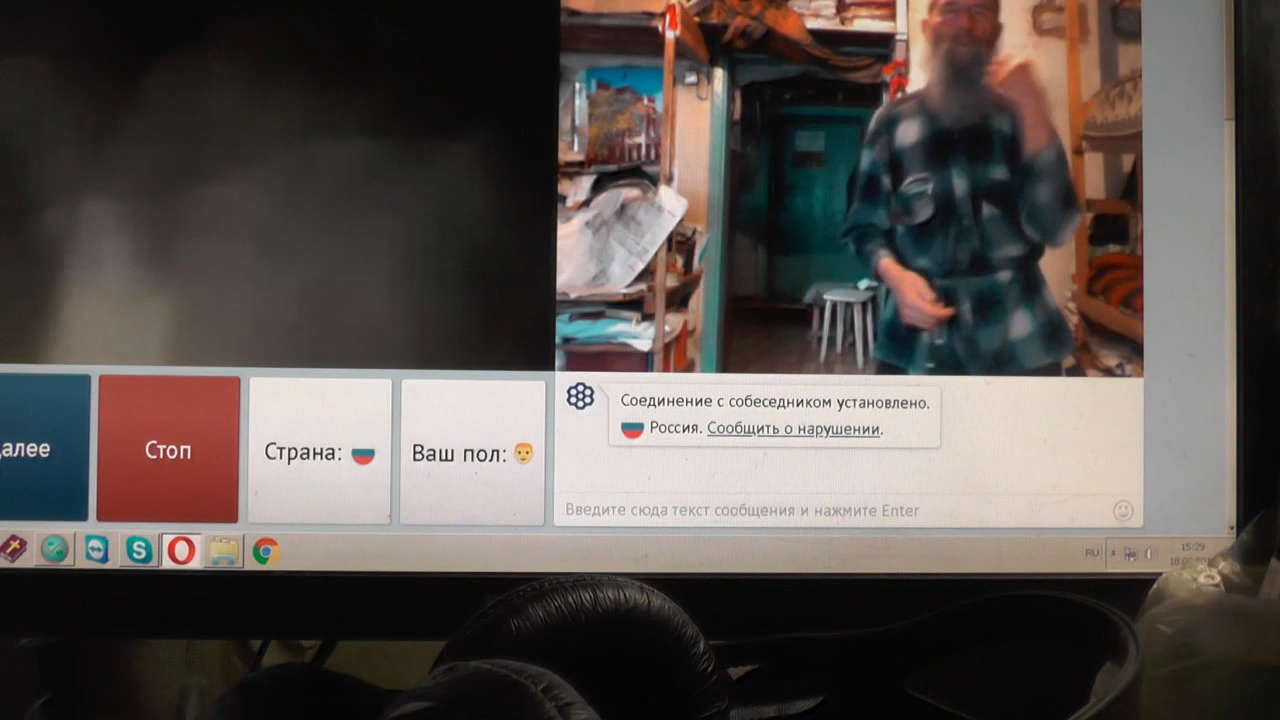 алее
Стоп
Страна:
Ваш пол:
Соединение с собеседником установлено.
Россия. Сообщить о нарушении.
Введите сюда текст сообщения и нажмите Enter
RU
15:29